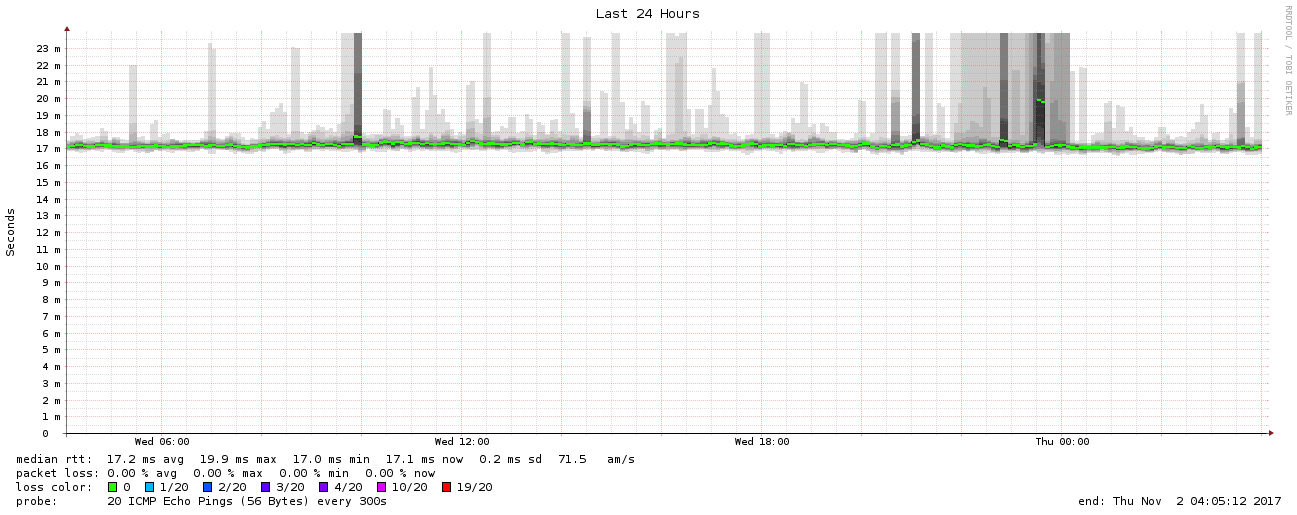 Last 24 Hours
RRDTOOL / TOBI OETIKER
Seconds
23 m
22 m
21 m
20 m
19 m
18 m
17 m
16 m
15 m
14 m
13 m
12 m
11 m
10 m
9 m
8 m
7 m
6 m
5 m
4 m
3 m
2 m
1 m
0
Wed 06:00 Wed 12:00 Wed 18:00 Thu 00:00
median rtt: 17.2 ms avg 19.9 ms max 17.0 ms min 17.1 ms now 0.2 ms sd 71.5 am/s
packet loss: 0.00 % avg 0.00 % max 0.00 % min 0.00 % now
loss color: 0 1/20 2/20 3/20 4/20 10/20 19/20
probe: 20 ICMP Echo Pings (56 Bytes) every 300s end: Thu Nov 2 04:05:12 2017